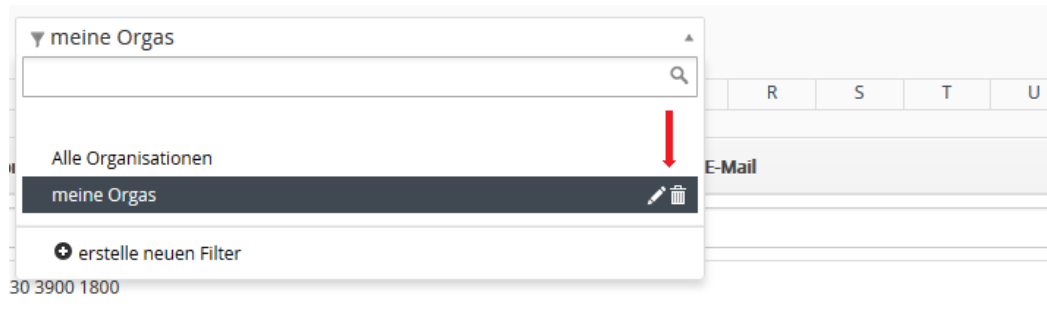 meine Orgas
R S T U
Alle Organisationen
E-Mail
meine Orgas
erstelle neuen Filter
30 3900 1800